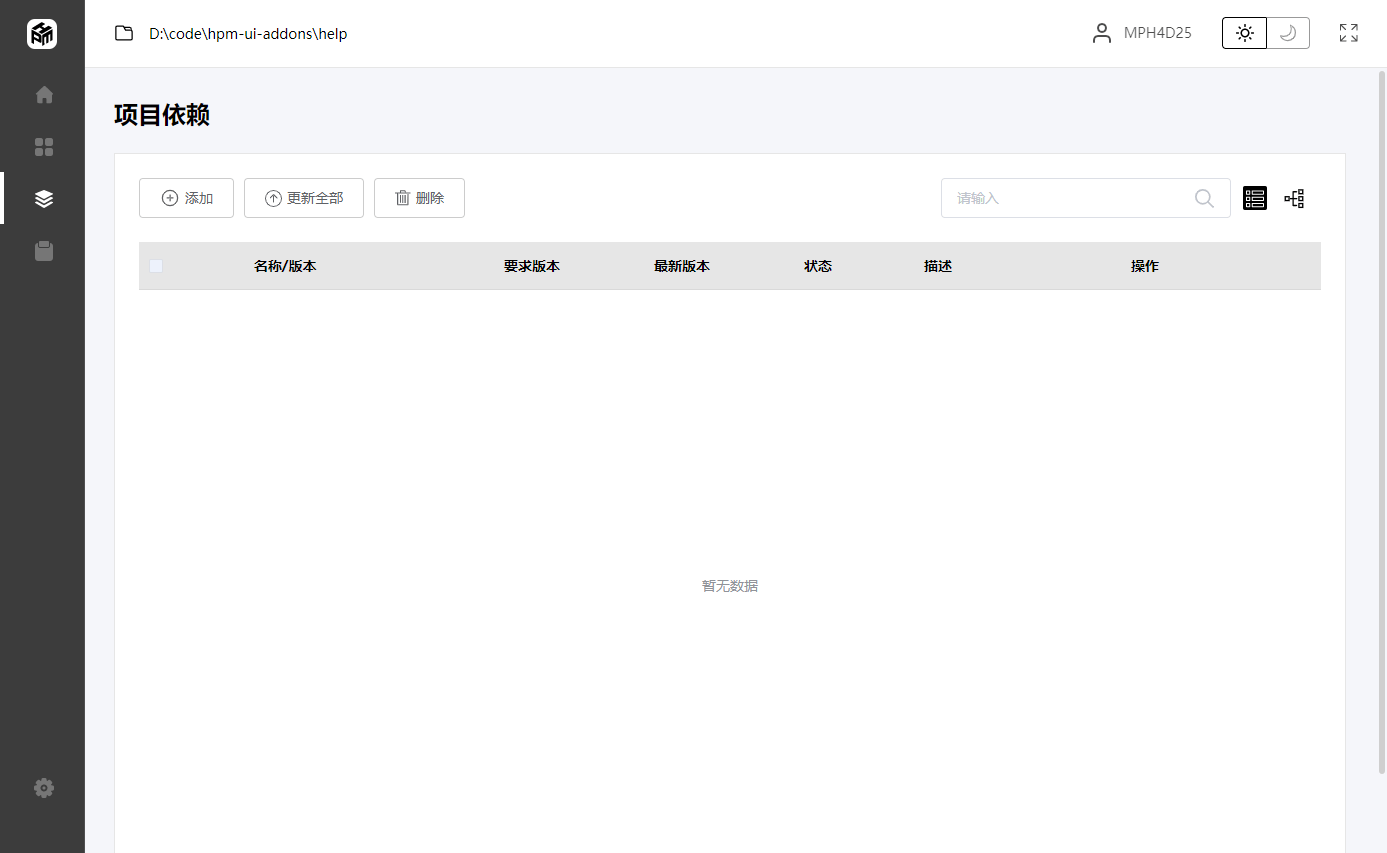 D:\code\hpm-ui-addons\help
MPH4D25
项目依赖
添加
更新全部
删除
请输入
名称/版本
要求版本
最新版本
状态
描述
操作
暂无数据